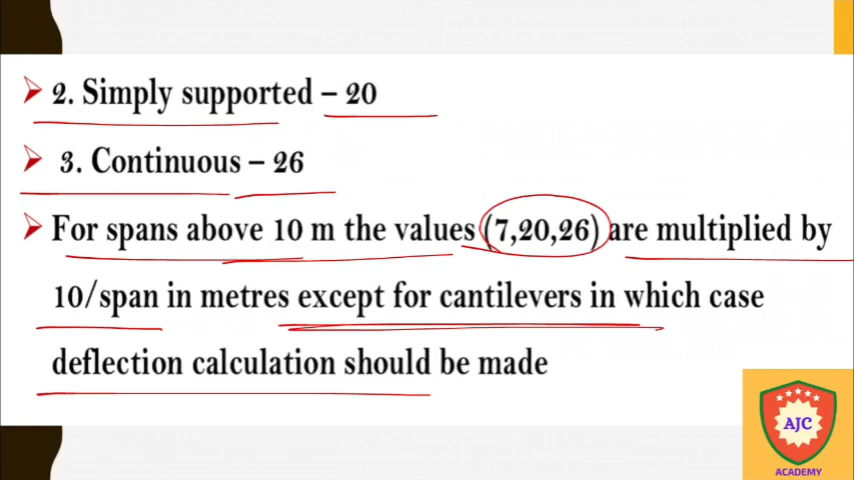 2. Simply supported – 20
3. Continuous – 26
For spans above 10 m the values (7,20,26) are multiplied by
10/span in metres except for cantilevers in which case
deflection calculation should be made
AJC
ACADEMY